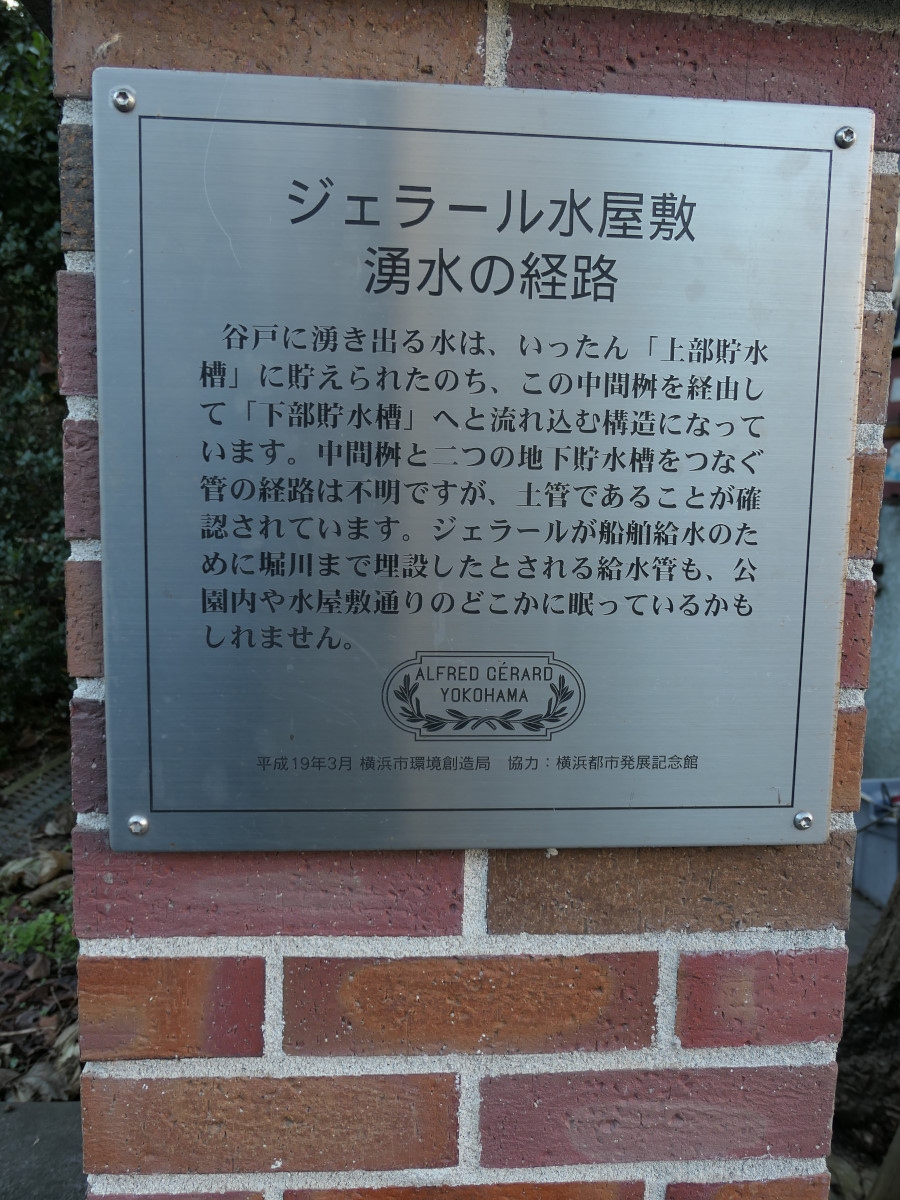 ジェラール水屋敷
湧水の経路
谷戸に湧き出る水は、いったん「上部貯水
槽」に貯えられたのち、この中間桝を経由し
て「下部貯水槽」へと流れ込む構造になって
います。中間桝と二つの地下貯水槽をつなぐ
管の経路は不明ですが、土管であることが確
認されています。ジェラールが船舶給水のた
めに堀川まで埋設したとされる給水管も、公
園内や水屋敷通りのどこかに眠っているかも
しれません。
ALFRED GÉRARD
YOKOHAMA
平成19年3月 横浜市環境創造局 協力：横浜都市発展記念館